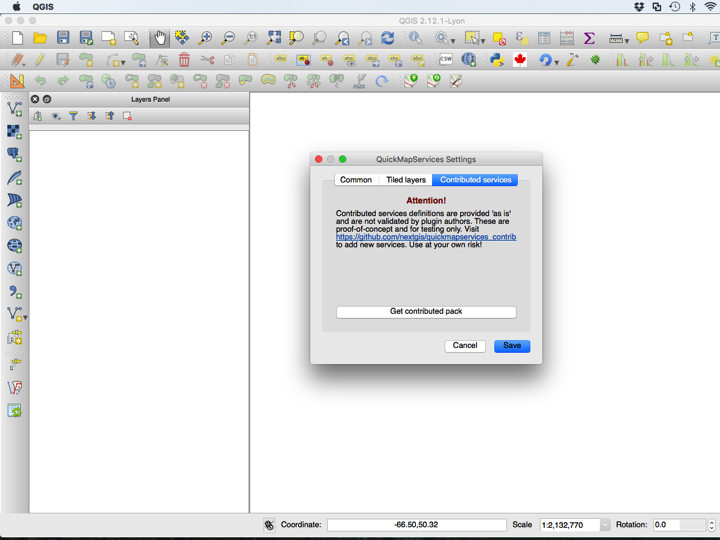 QGIS
QGIS 2.12.1-Lyon
Layers Panel
QuickMapServices Settings
Common
Tiled layers
Contributed services
Attention!
Contributed services definitions are provided 'as is'
and are not validated by plugin authors. These are
proof-of-concept and for testing only. Visit
https://github.com/nextgis/quickmapservices_contrib
to add new services. Use at your own risk!
Get contributed pack
Cancel
Save
Coordinate:
-66.50,50.32
Scale
1:2,132,770
Rotation:
0.0